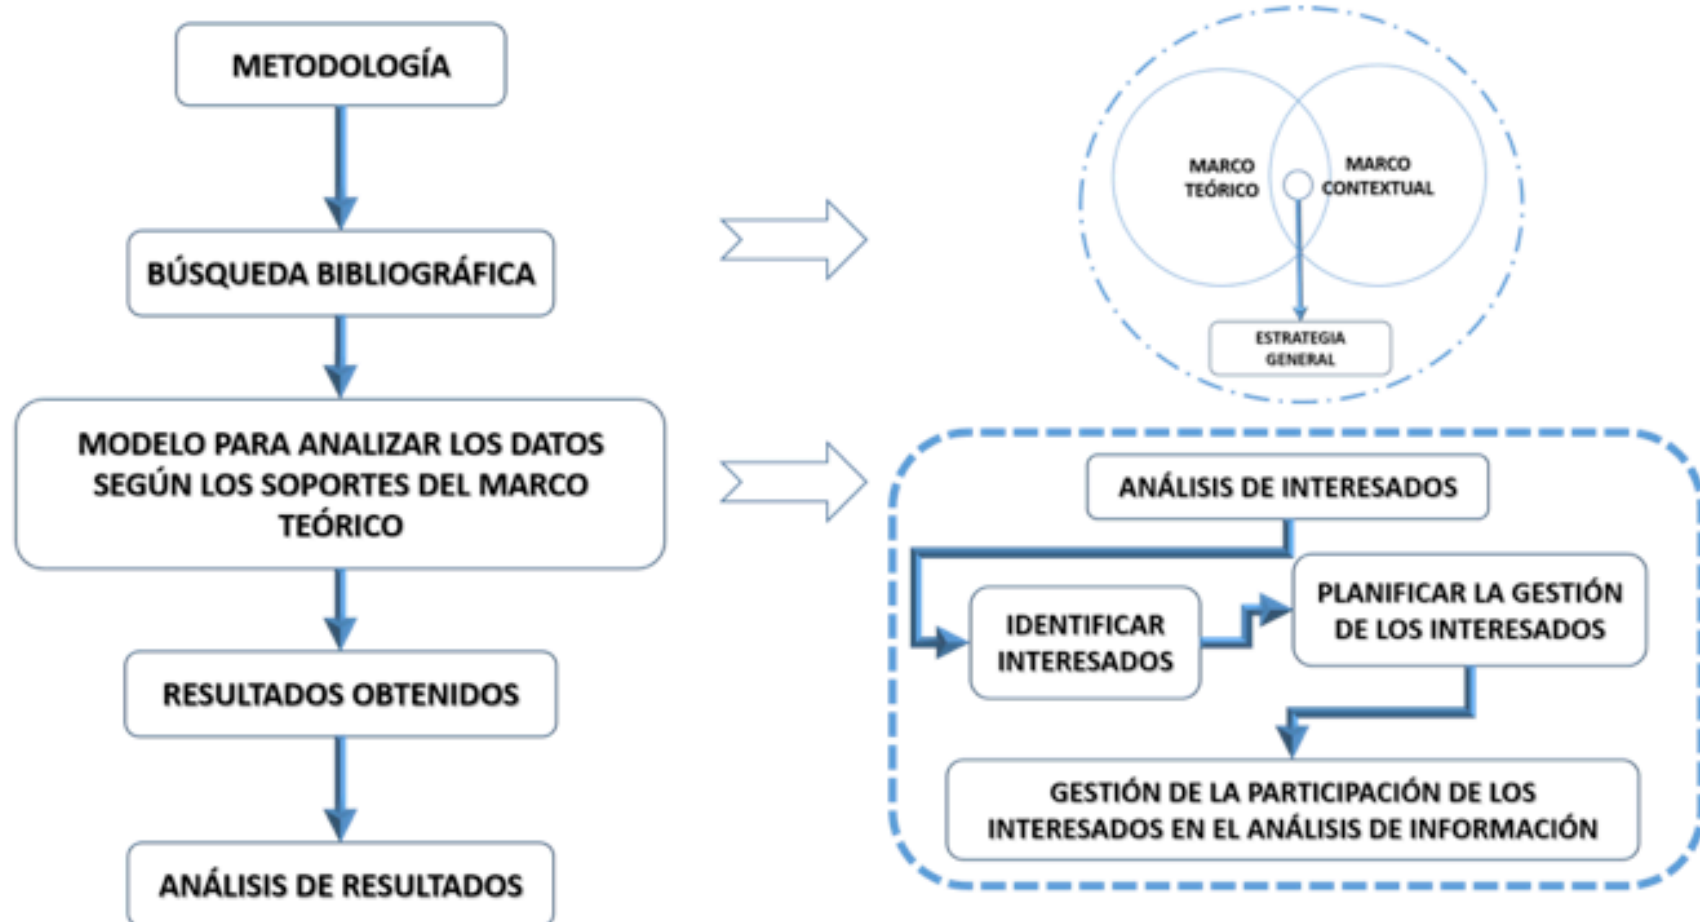 METODOLOGÍA
BÚSQUEDA BIBLIOGRÁFICA
MODELO PARA ANALIZAR LOS DATOS
SEGÚN LOS SOPORTES DEL MARCO
TEÓRICO
RESULTADOS OBTENIDOS
ANÁLISIS DE RESULTADOS
MARCO
TEÓRICO
MARCO
CONTEXTUAL
ESTRATEGIA
GENERAL
ANÁLISIS DE INTERESADOS
IDENTIFICAR
INTERESADOS
PLANIFICAR LA GESTIÓN
DE LOS INTERESADOS
GESTIÓN DE LA PARTICIPACIÓN DE LOS
INTERESADOS EN EL ANÁLISIS DE INFORMACIÓN